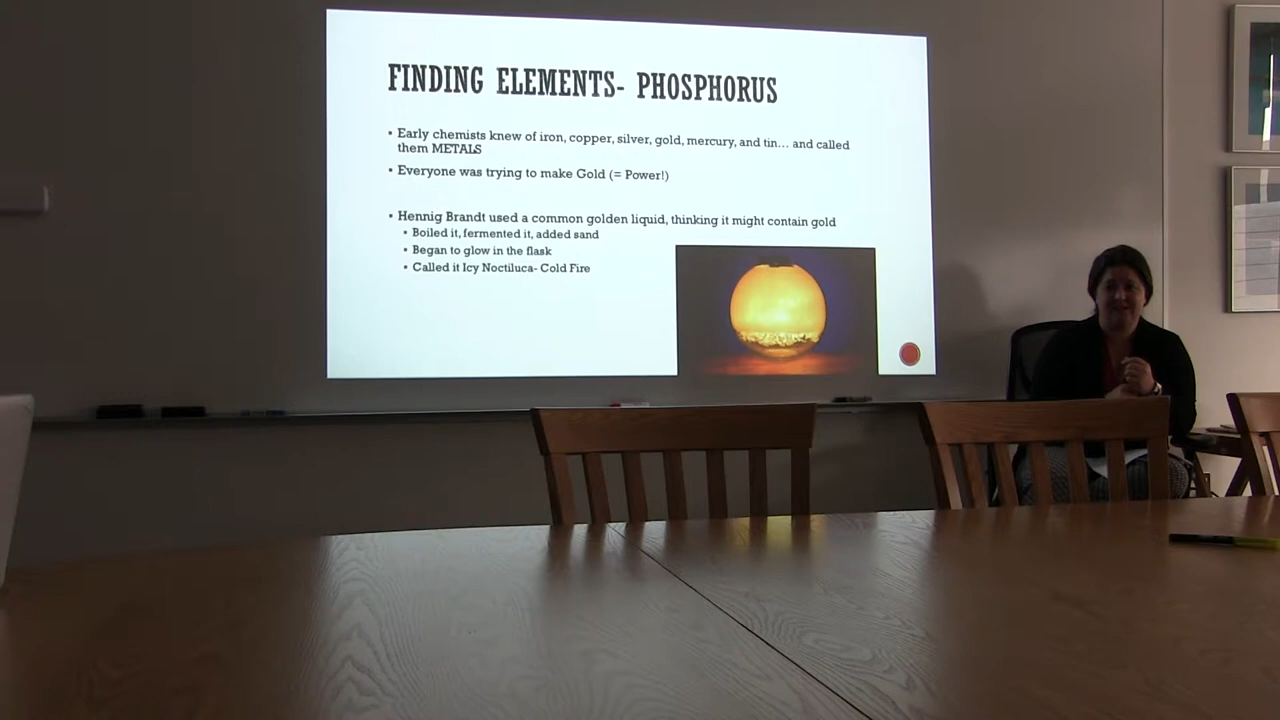 FINDING ELEMENTS- PHOSPHORUS
• Early chemists knew of iron, copper, silver, gold, mercury, and tin... and called
them METALS
• Everyone was trying to make Gold (= Power!)
• Hennig Brandt used a common golden liquid, thinking it might contain gold
• Boiled it, fermented it, added sand
• Began to glow in the flask
• Called it Icy Noctiluca- Cold Fire